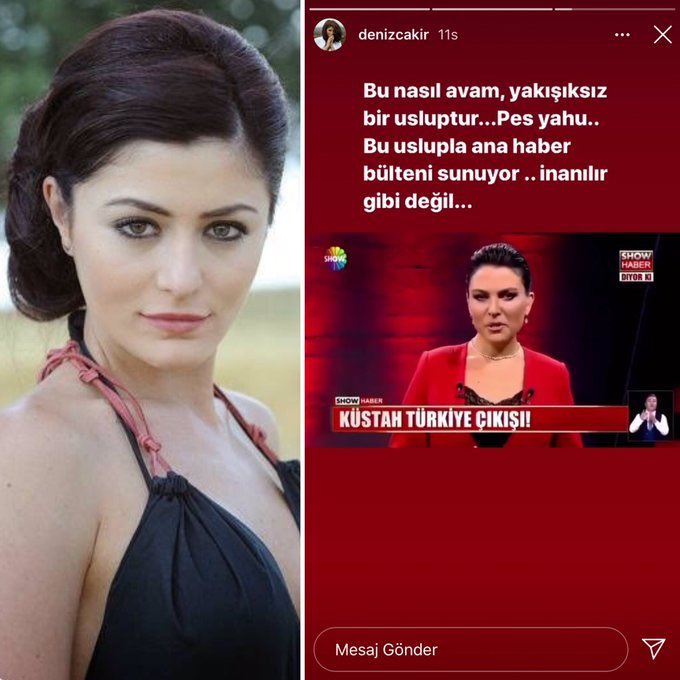 denizcakir 11s
Bu nasıl avam, yakışıksız
bir usluptur...Pes yahu..
Bu uslupla ana haber
bülteni sunuyor .. inanılır
gibi değil...
SHOW
SHOW
HABER
DİYOR Kİ
SHOW HABER
KÜSTAH TÜRKİYE ÇIKIŞI!
Mesaj Gönder